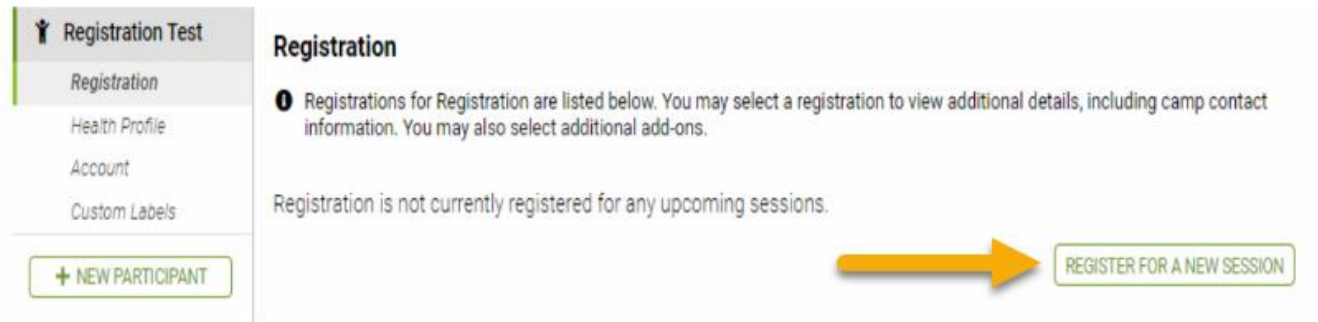 Registration Test
Registration
Health Profile
Account
Custom Labels
+ NEW PARTICIPANT
Registration
Registrations for Registration are listed below. You may select a registration to view additional details, including camp contact
information. You may also select additional add-ons.
Registration is not currently registered for any upcoming sessions.
REGISTER FOR A NEW SESSION